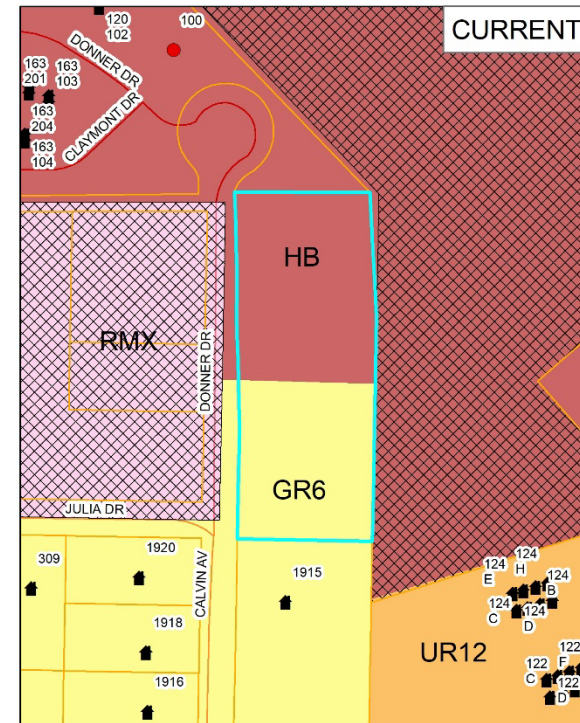 CURRENT
120
102
100
DONNER DR
163
201
163
103
CLAYMONT DR
163
204
163
104
HB
RMX
DONNER DR
GR6
JULIA DR
309
1920
CALVIN AV
1915
1918
1916
124
H
124
E
124
B
124
C
124
D
UR12
122
F
122
C
122
D